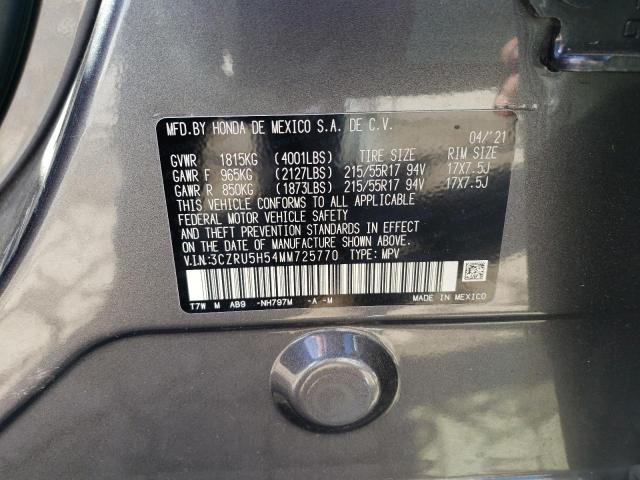 MFD.BY HONDA DE MEXICO S.A. DE C.V. 04/'21
GVWR 1815KG (4001LBS) TIRE SIZE RIM SIZE
GAWR F 965KG (2127LBS) 215/55R17 94V 17X7.5J
GAWR R 850KG (1873LBS) 215/55R17 94V 17X7.5J
THIS VEHICLE CONFORMS TO ALL APPLICABLE
FEDERAL MOTOR VEHICLE SAFETY
AND THEFT PREVENTION STANDARDS IN EFFECT
ON THE DATE OF MANUFACTURE SHOWN ABOVE.
V.I.N:3CZRU5H54MM725770 TYPE: MPV
T7W M AB9 -NH797M -A -M MADE IN MEXICO